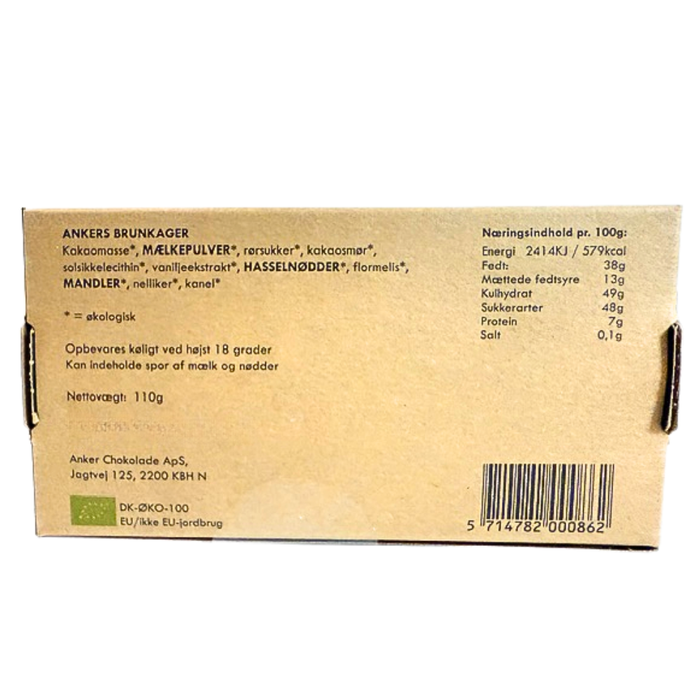 ANKERS BRUNKAGER
Kakaomasse*, MÆLKEPULVER*, rørsukker*, kakaosmør*,
solsikkelecithin*, vaniljeekstrakt*, HASSELNØDDER*, flormelis*,
MANDLER*, nelliker*, kanel*
* = økologisk
Opbevares køligt ved højst 18 grader
Kan indeholde spor af mælk og nødder
Nettovægt: 110g
Anker Chokolade ApS,
Jagtvej 125, 2200 KBH N
DK-ØKO-100
EU/ikke EU-jordbrug
Næringsindhold pr. 100g:
Energi 2414KJ / 579kcal
Fedt: 38g
Mættede fedtsyre 13g
Kulhydrat 49g
Sukkerarter 48g
Protein 7g
Salt 0,1g
5 714782 000862